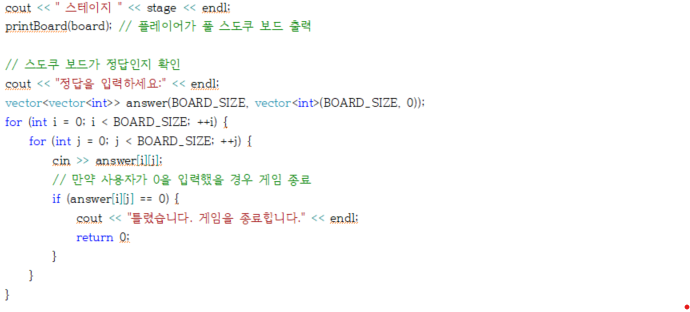 cout << " 스테이지 " << stage << endl;
printBoard(board); // 플레이어가 풀 스도쿠 보드 출력
// 스도쿠 보드가 정답인지 확인
cout << "정답을 입력하세요:" << endl;
vector<vector<int>> answer(BOARD_SIZE, vector<int>(BOARD_SIZE, 0));
for (int i = 0; i < BOARD_SIZE; ++i) {
    for (int j = 0; j < BOARD_SIZE; ++j) {
        cin >> answer[i][j];
        // 만약 사용자가 0을 입력했을 경우 게임 종료
        if (answer[i][j] == 0) {
            cout << "틀렸습니다. 게임을 종료합니다." << endl;
            return 0;
        }
    }
}